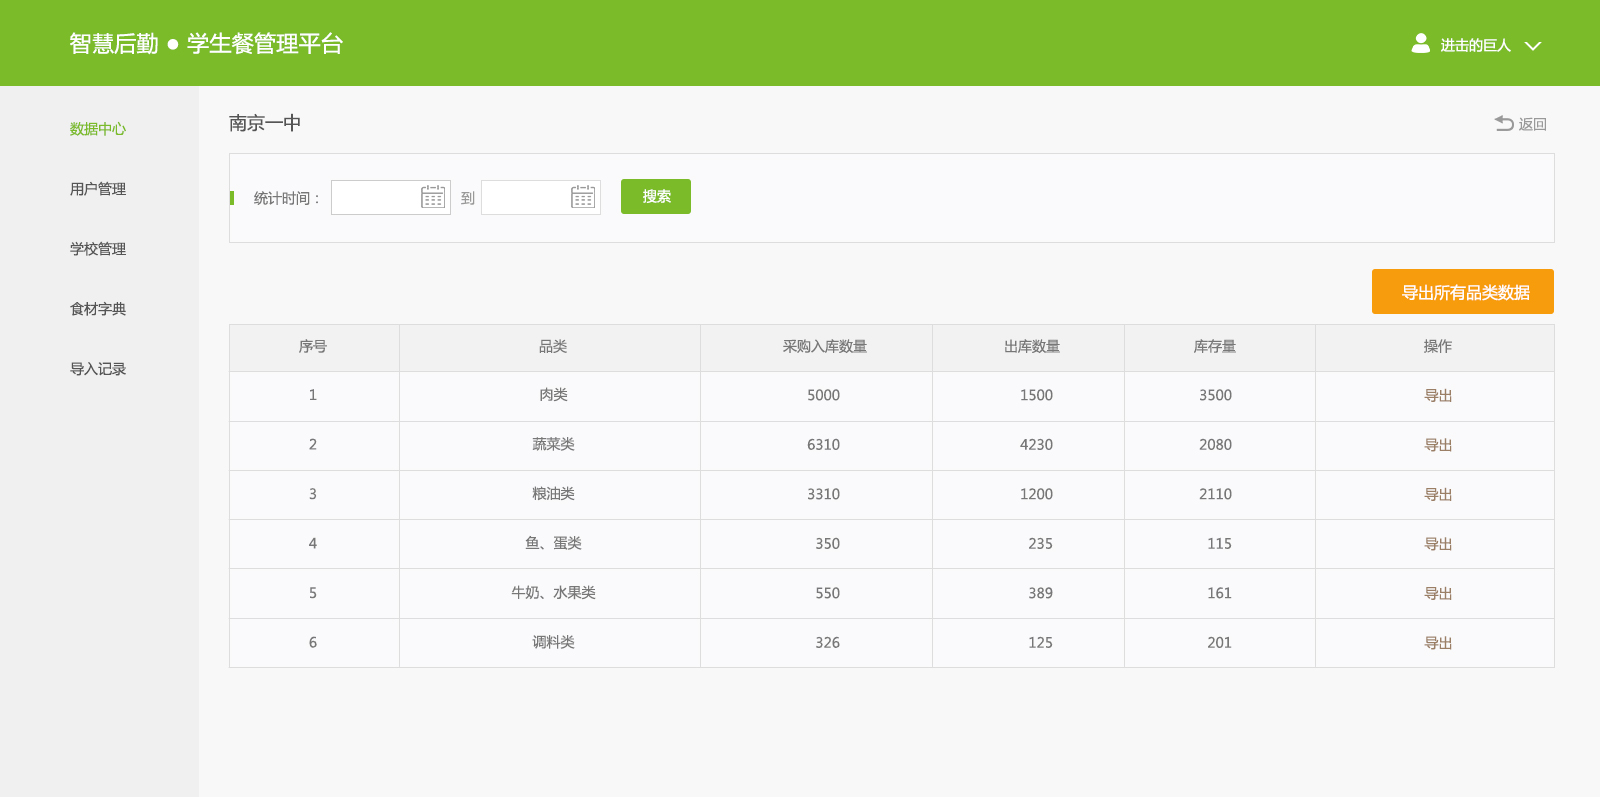 智慧后勤 ● 学生餐管理平台
进击的巨人
数据中心
用户管理
学校管理
食材字典
导入记录
南京一中
返回
统计时间：
到
搜索
导出所有品类数据
序号 品类 采购入库数量 出库数量 库存量 操作
1 肉类 5000 1500 3500 导出
2 蔬菜类 6310 4230 2080 导出
3 粮油类 3310 1200 2110 导出
4 鱼、蛋类 350 235 115 导出
5 牛奶、水果类 550 389 161 导出
6 调料类 326 125 201 导出